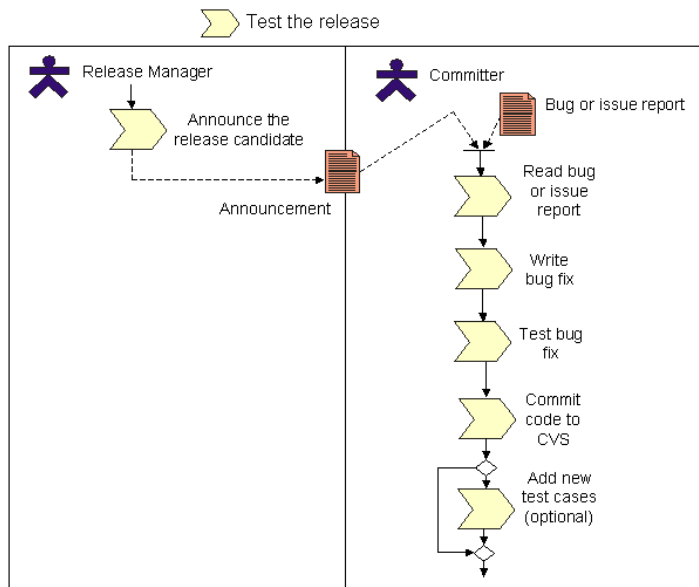 Test the release
Release Manager
Announce the
release candidate
Announcement
Committer
Bug or issue report
Read bug
or issue
report
Write
bug fix
Test bug
fix
Commit
code to
CVS
Add new
test cases
(optional)